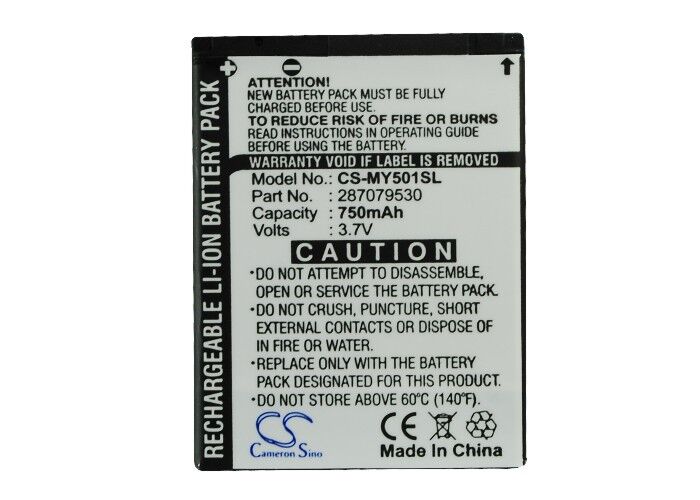 RECHARGEABLE LI-ION BATTERY PACK
+ -
ATTENTION!
NEW BATTERY PACK MUST BE FULLY
CHARGED BEFORE USE.
TO REDUCE RISK OF FIRE OR BURNS
READ INSTRUCTIONS IN OPERATING GUIDE
BEFORE USING BATTERY.
WARRANTY VOID IF LABEL IS REMOVED
Model No.: CS-MY501SL
Part No.: 287079530
Capacity : 750mAh
Volts : 3.7V
CAUTION
•DO NOT ATTEMPT TO DISASSEMBLE,
OPEN OR SERVICE THE BATTERY PACK.
•DO NOT CRUSH, PUNCTURE, SHORT
EXTERNAL CONTACTS OR DISPOSE
IN FIRE OR WATER.
•REPLACE ONLY WITH THE BATTERY
PACK DESIGNATED FOR THIS DEVICE.
•DO NOT STORE ABOVE 60°C (140°F).
CS
Cameron Sino
CE
Made In China